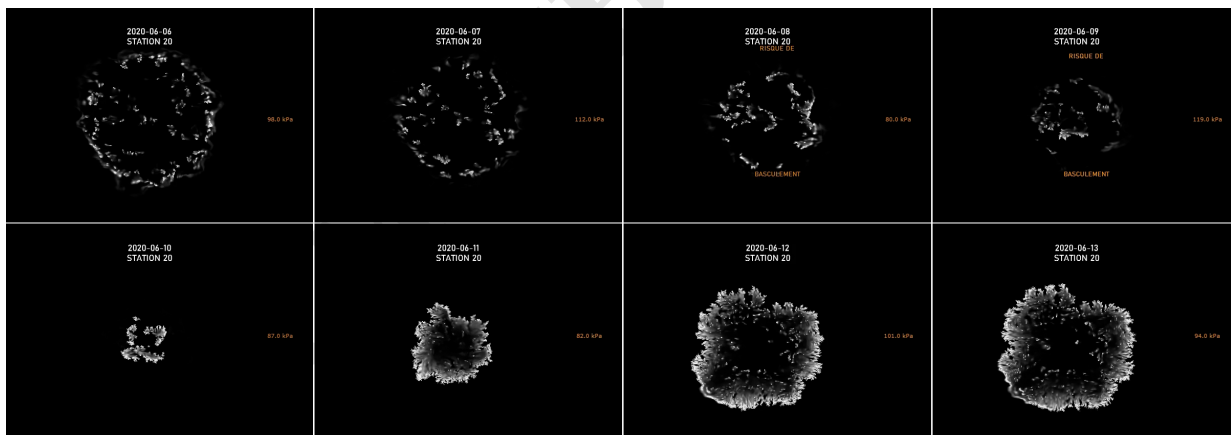 2020-06-06
STATION 20
98.0 kPa
2020-06-07
STATION 20
112.0 kPa
2020-06-08
STATION 20
RISQUE DE
80.0 kPa
BASCULEMENT
2020-06-09
STATION 20
RISQUE DE
119.0 kPa
BASCULEMENT
2020-06-10
STATION 20
87.0 kPa
2020-06-11
STATION 20
82.0 kPa
2020-06-12
STATION 20
101.0 kPa
2020-06-13
STATION 20
94.0 kPa